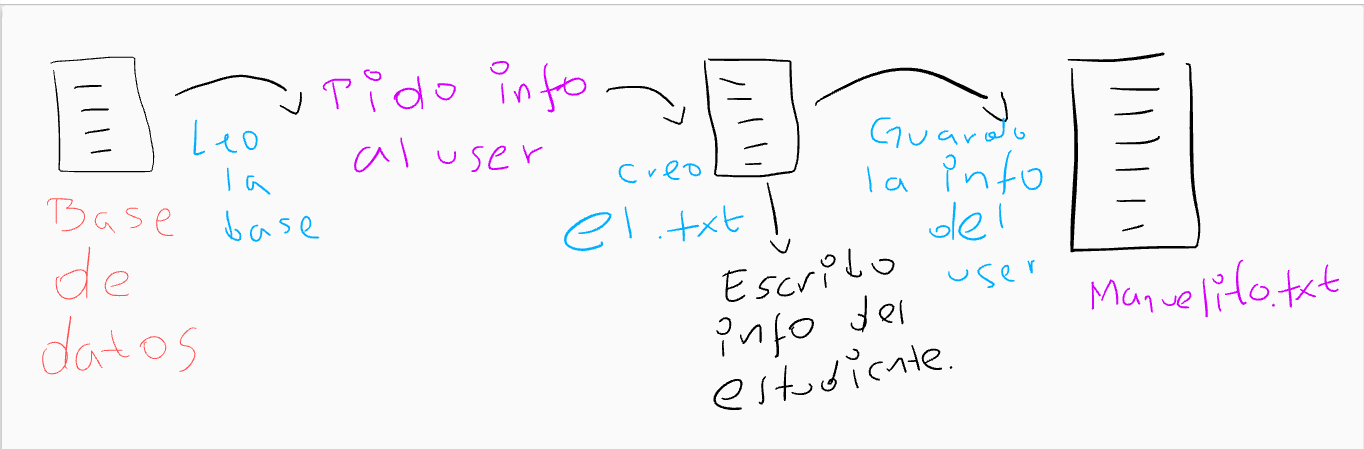 Base
de
datos
Leo
la
base
Pido info
al user
creo
el .txt
Escribo
info del
estudiante.
Guardo
la info
del
user
Manuelito.txt